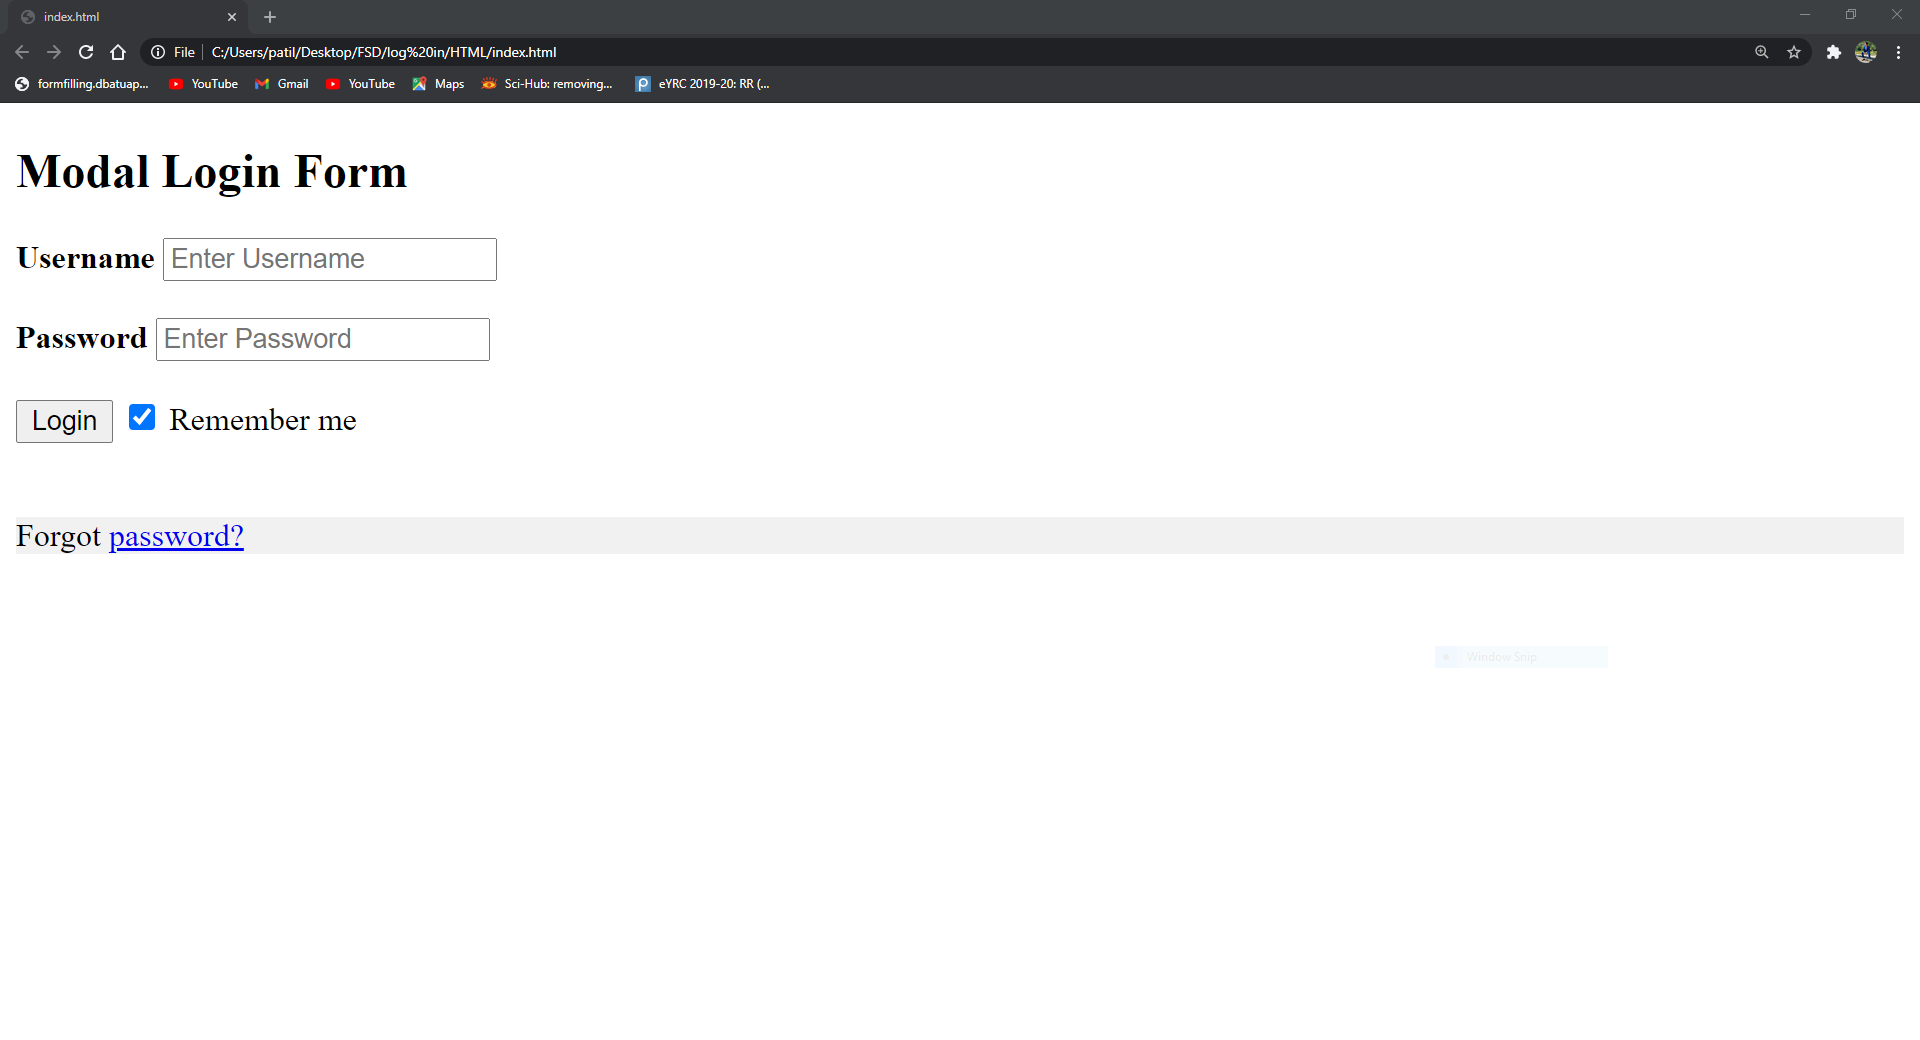 index.html
File C:/Users/patil/Desktop/FSD/log%20in/HTML/index.html
formfilling.dbatuap... YouTube Gmail YouTube Maps Sci-Hub: removing... eYRC 2019-20: RR (...
Modal Login Form
Username Enter Username
Password Enter Password
Login Remember me
Forgot password?
Window Snip